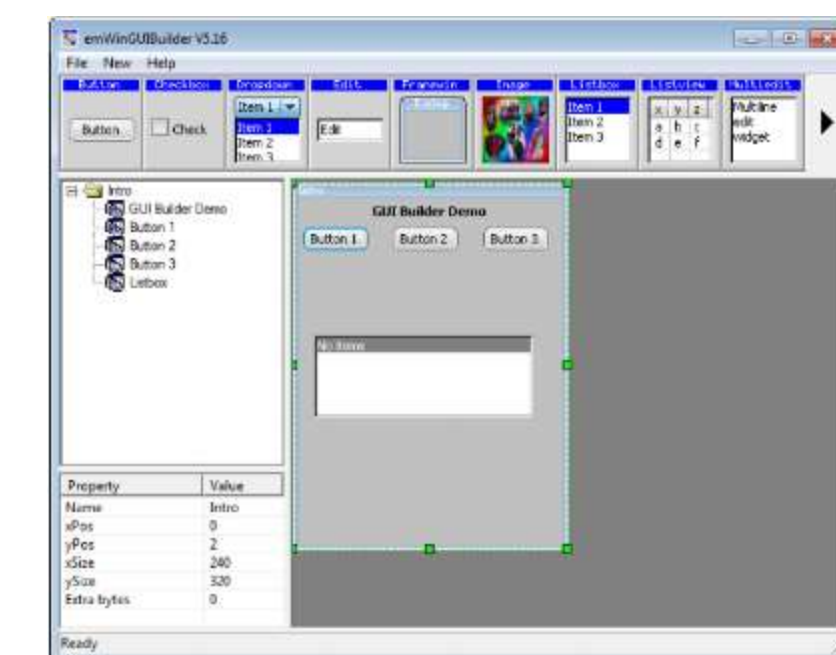 emWinGUIBuilder V5.16
File New Help
Button Checkbox Dropdown Edit Framewin Image Listbox Listview Multiedit
Button
Check
Item 1
Item 1
Item 2
Item 3
Edit
Item 1
Item 2
Item 3
x y z
a b c
d e f
Multiline
edit
widget
Intro
GUI Builder Demo
Button 1
Button 2
Button 3
Listbox
GUI Builder Demo
Button 1 Button 2 Button 3
No items
Property Value
Name Intro
xPos 0
yPos 2
xSize 240
ySize 320
Extra bytes 0
Ready